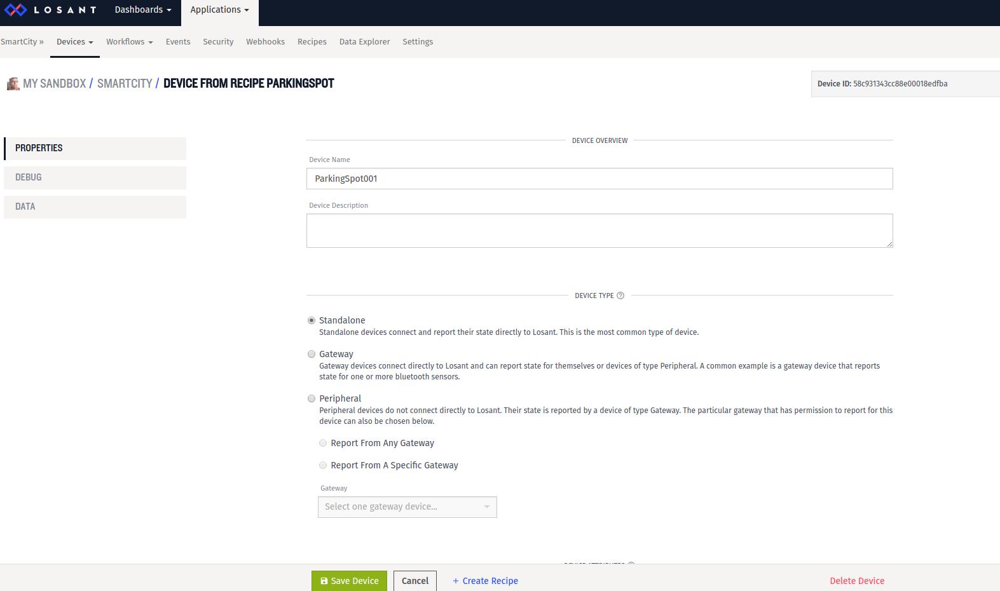 LOSANT Dashboards Applications
SmartCity » Devices Workflows Events Security Webhooks Recipes Data Explorer Settings
MY SANDBOX / SMARTCITY / DEVICE FROM RECIPE PARKINGSPOT
Device ID: 58c931343cc88e00018edfba
PROPERTIES
DEBUG
DATA
DEVICE OVERVIEW
Device Name
ParkingSpot001
Device Description
DEVICE TYPE ?
Standalone
Standalone devices connect and report their state directly to Losant. This is the most common type of device.
Gateway
Gateway devices connect directly to Losant and can report state for themselves or devices of type Peripheral. A common example is a gateway device that reports
state for one or more bluetooth sensors.
Peripheral
Peripheral devices do not connect directly to Losant. Their state is reported by a device of type Gateway. The particular gateway that has permission to report for this
device can also be chosen below.
Report From Any Gateway
Report From A Specific Gateway
Gateway
Select one gateway device...
DEVICE ATTRIBUTES
Save Device Cancel + Create Recipe Delete Device